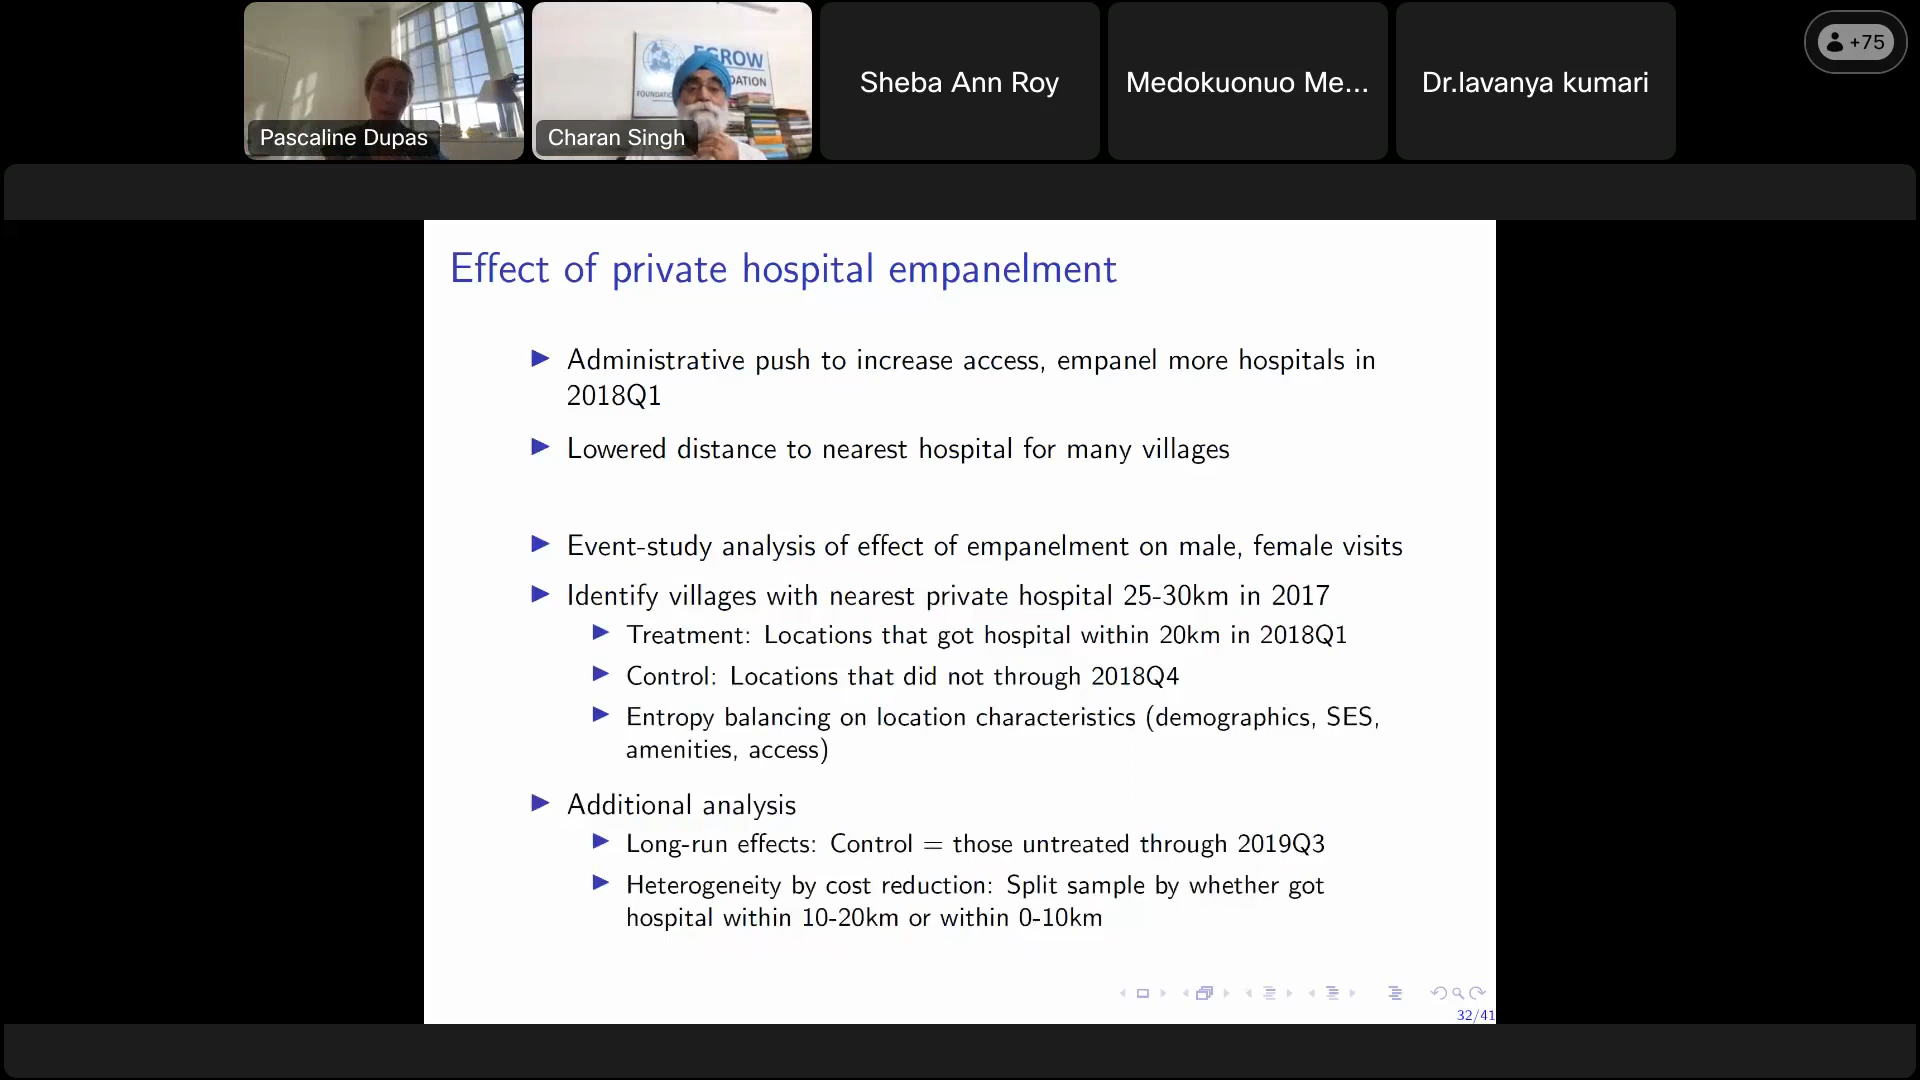 Pascaline Dupas
EGROW
FOUNDATION
Charan Singh
Sheba Ann Roy
Medokuonuo Me...
Dr.lavanya kumari
+75
Effect of private hospital empanelment
Administrative push to increase access, empanel more hospitals in
2018Q1
Lowered distance to nearest hospital for many villages
Event-study analysis of effect of empanelment on male, female visits
Identify villages with nearest private hospital 25-30km in 2017
Treatment: Locations that got hospital within 20km in 2018Q1
Control: Locations that did not through 2018Q4
Entropy balancing on location characteristics (demographics, SES,
amenities, access)
Additional analysis
Long-run effects: Control = those untreated through 2019Q3
Heterogeneity by cost reduction: Split sample by whether got
hospital within 10-20km or within 0-10km
32/41